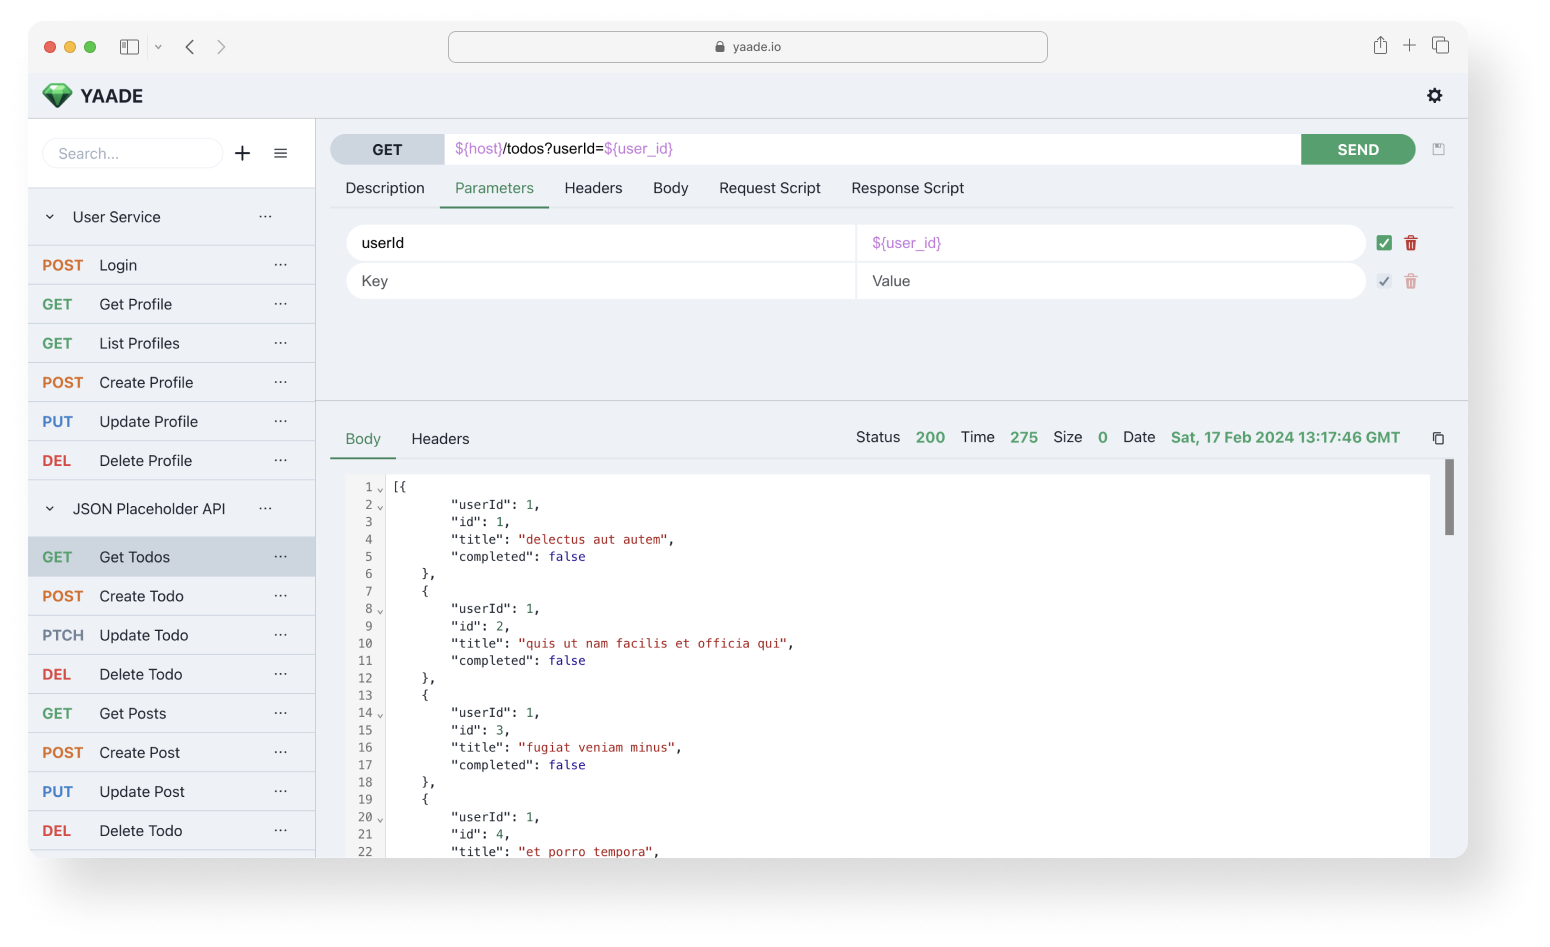 yaade.io
YAADE
Search...
User Service
POST Login
GET Get Profile
GET List Profiles
POST Create Profile
PUT Update Profile
DEL Delete Profile
JSON Placeholder API
GET Get Todos
POST Create Todo
PTCH Update Todo
DEL Delete Todo
GET Get Posts
POST Create Post
PUT Update Post
DEL Delete Todo
GET ${host}/todos?userId=${user_id} SEND
Description Parameters Headers Body Request Script Response Script
userId ${user_id}
Key Value
Body Headers Status 200 Time 275 Size 0 Date Sat, 17 Feb 2024 13:17:46 GMT
1 [{
2 "userId": 1,
3 "id": 1,
4 "title": "delectus aut autem",
5 "completed": false
6 },
7 {
8 "userId": 1,
9 "id": 2,
10 "title": "quis ut nam facilis et officia qui",
11 "completed": false
12 },
13 {
14 "userId": 1,
15 "id": 3,
16 "title": "fugiat veniam minus",
17 "completed": false
18 },
19 {
20 "userId": 1,
21 "id": 4,
22 "title": "et porro tempora",